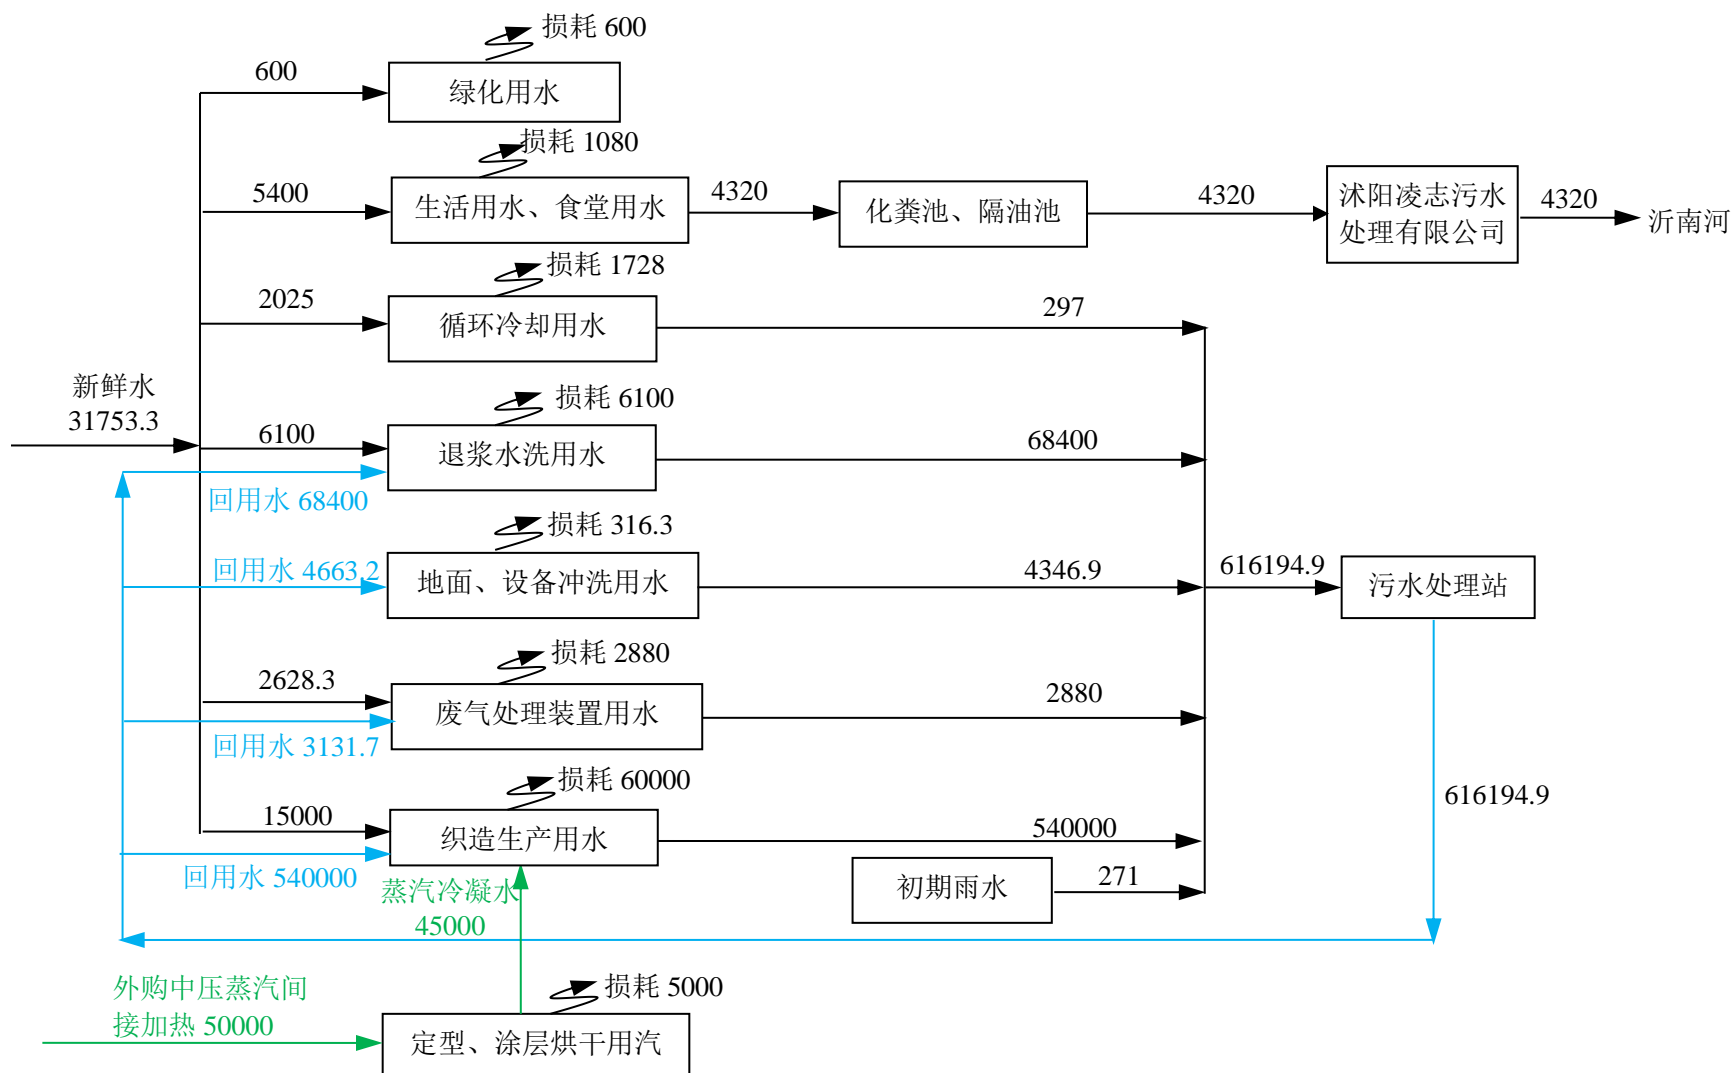 损耗 600
600
绿化用水
损耗 1080
5400
生活用水、食堂用水
4320
化粪池、隔油池
4320
沭阳凌志污水
处理有限公司
4320
沂南河
损耗 1728
2025
循环冷却用水
297
新鲜水
31753.3
损耗 6100
6100
退浆水洗用水
68400
回用水 68400
损耗 316.3
回用水 4663.2
地面、设备冲洗用水
4346.9
616194.9
污水处理站
损耗 2880
2628.3
废气处理装置用水
2880
回用水 3131.7
损耗 60000
15000
织造生产用水
540000
616194.9
回用水 540000
蒸汽冷凝水
45000
初期雨水
271
外购中压蒸汽间
接加热 50000
损耗 5000
定型、涂层烘干用汽